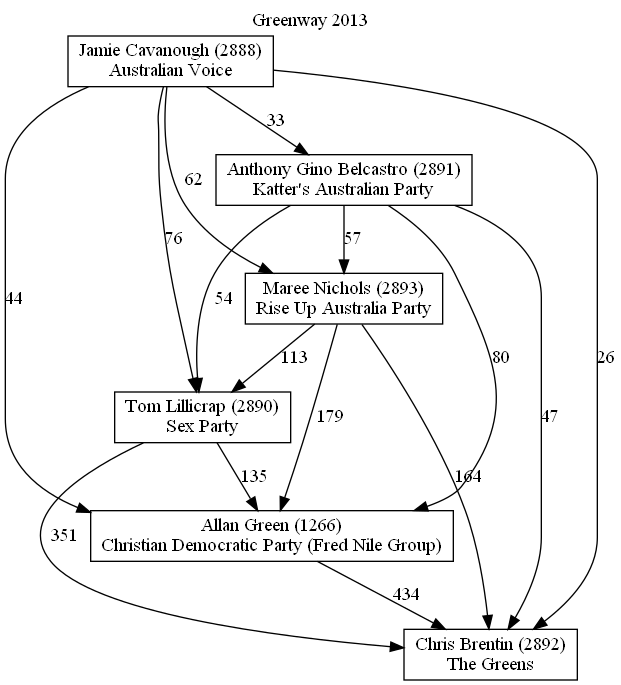 Greenway 2013
Jamie Cavanough (2888)
Australian Voice
33
Anthony Gino Belcastro (2891)
Katter's Australian Party
62
76
57
54
44
Maree Nichols (2893)
Rise Up Australia Party
113
80
26
Tom Lillicrap (2890)
Sex Party
179
47
135
164
351
Allan Green (1266)
Christian Democratic Party (Fred Nile Group)
434
Chris Brentin (2892)
The Greens